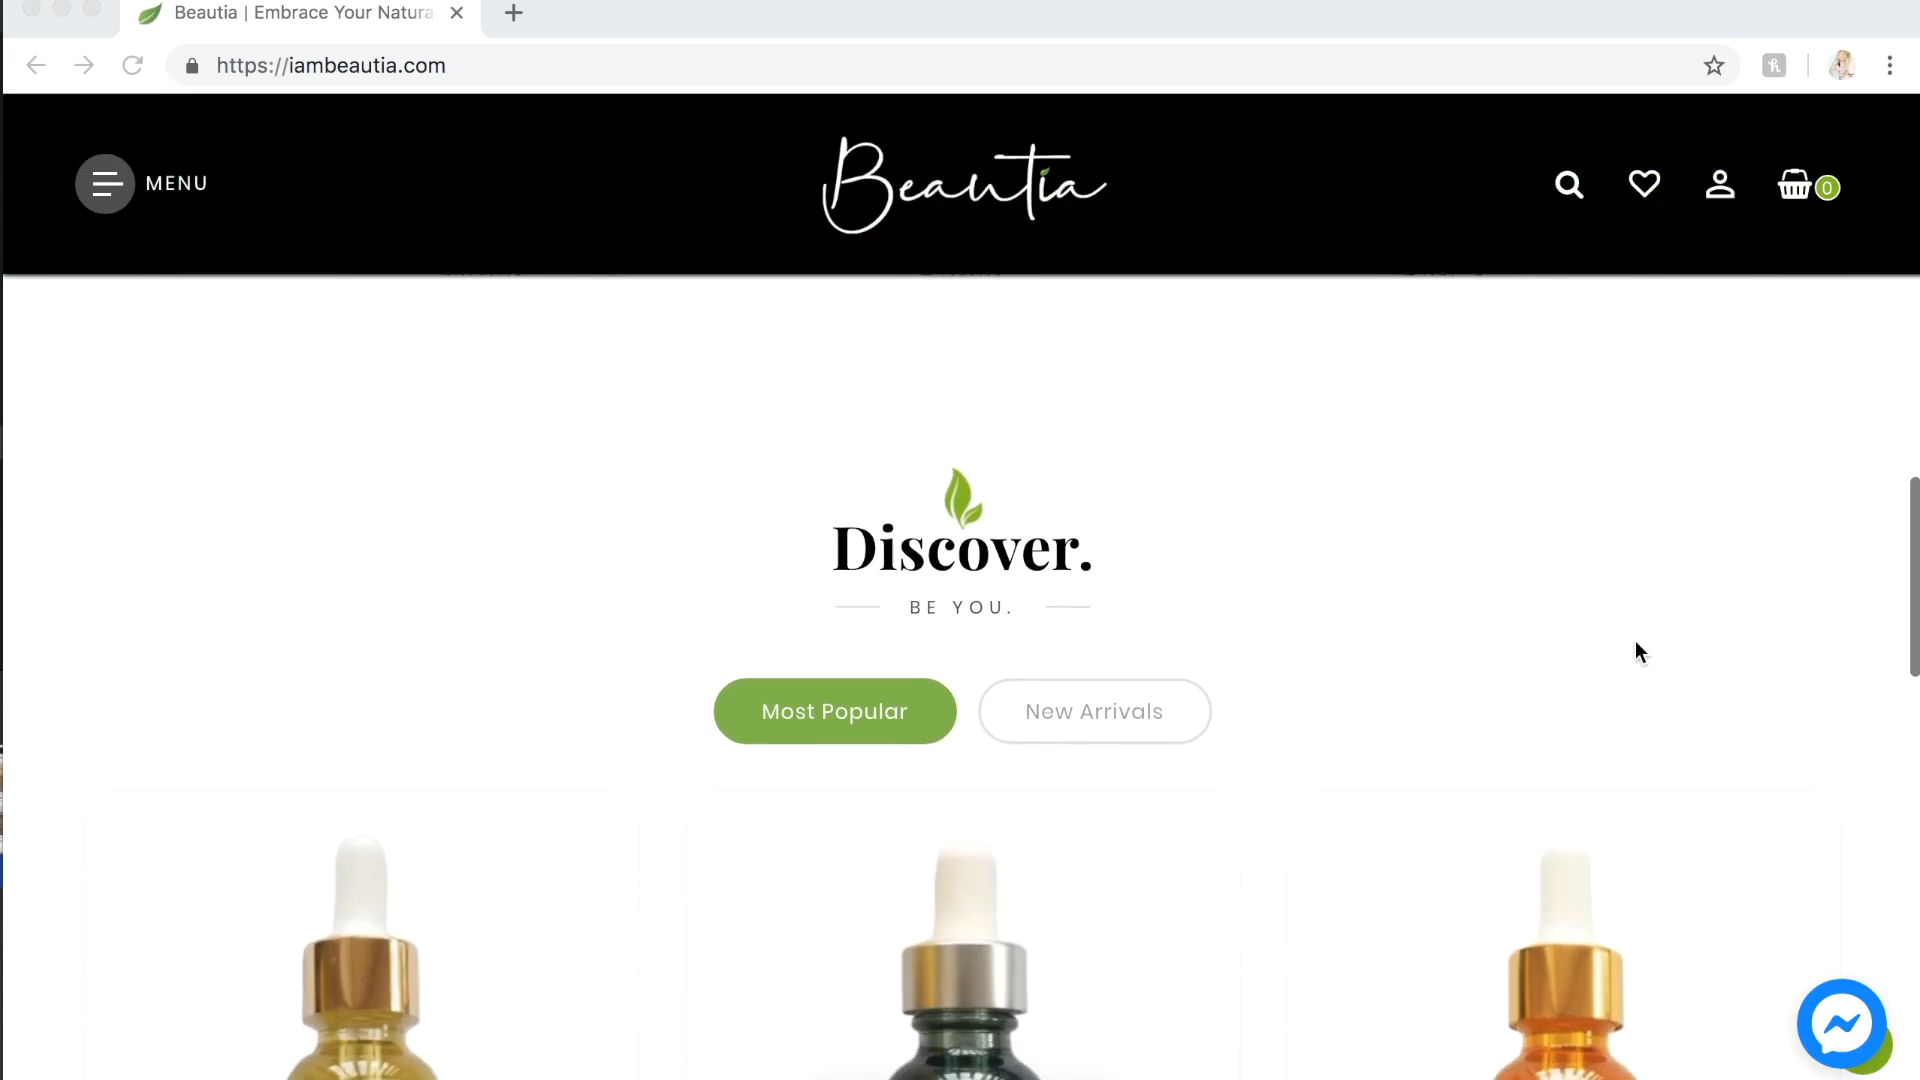 Beautia | Embrace Your Natura
https://iambeautia.com
MENU
Beautia
0
Discover.
BE YOU.
Most Popular
New Arrivals